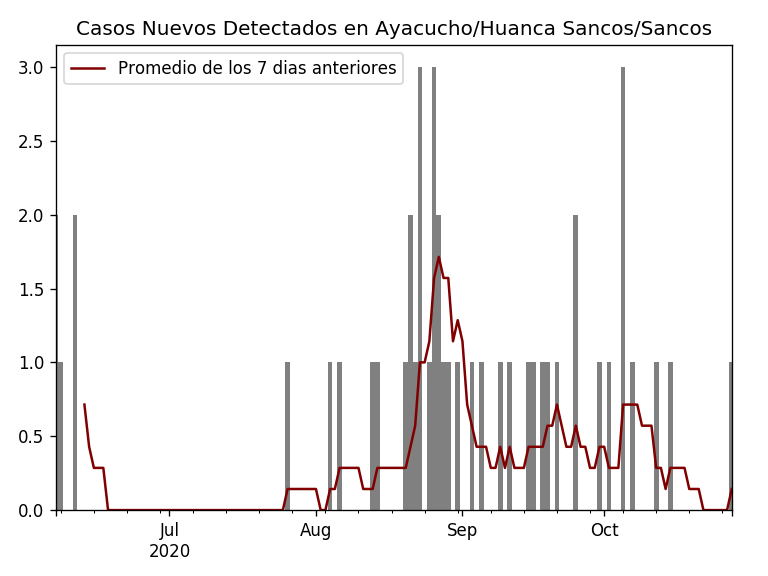 Casos Nuevos Detectados en Ayacucho/Huanca Sancos/Sancos
Promedio de los 7 dias anteriores
3.0
2.5
2.0
1.5
1.0
0.5
0.0
Jul
2020
Aug
Sep
Oct